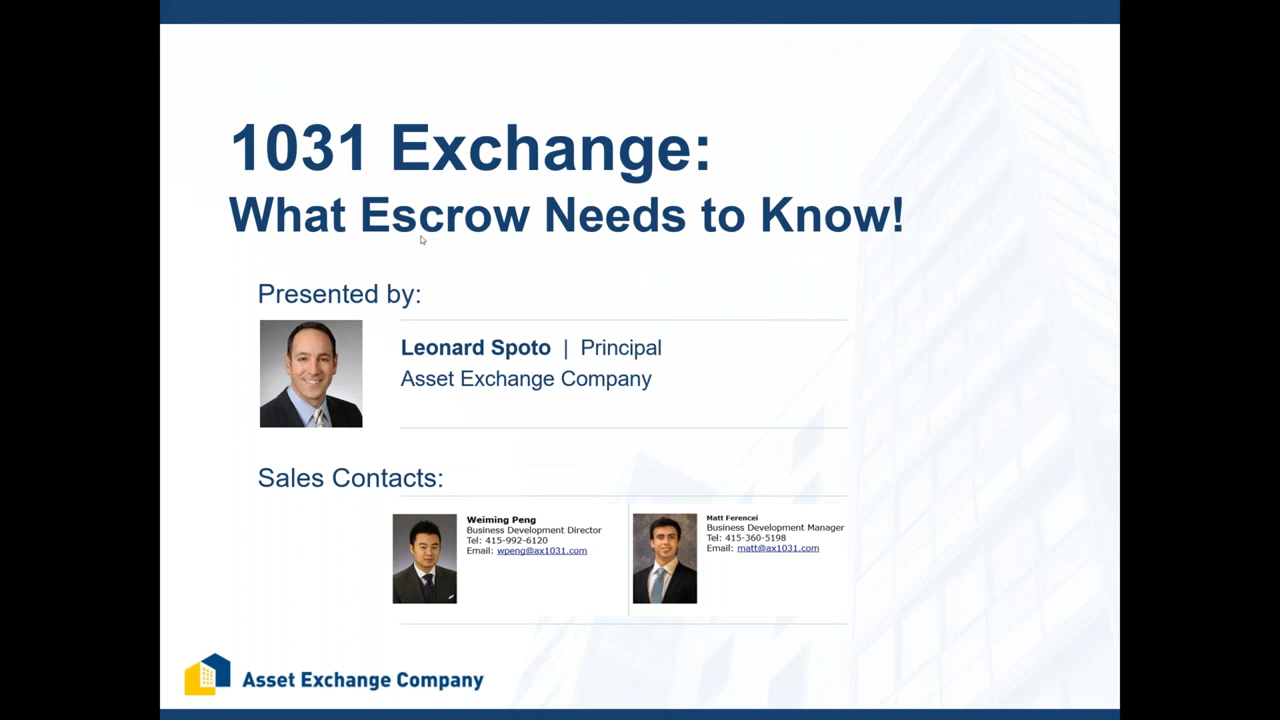 1031 Exchange:
What Escrow Needs to Know!
Presented by:
Leonard Spoto | Principal
Asset Exchange Company
Sales Contacts:
Weiming Peng
Business Development Director
Tel: 415-992-6120
Email: wpeng@ax1031.com
Matt Ferencei
Business Development Manager
Tel: 415-360-5198
Email: matt@ax1031.com
Asset Exchange Company